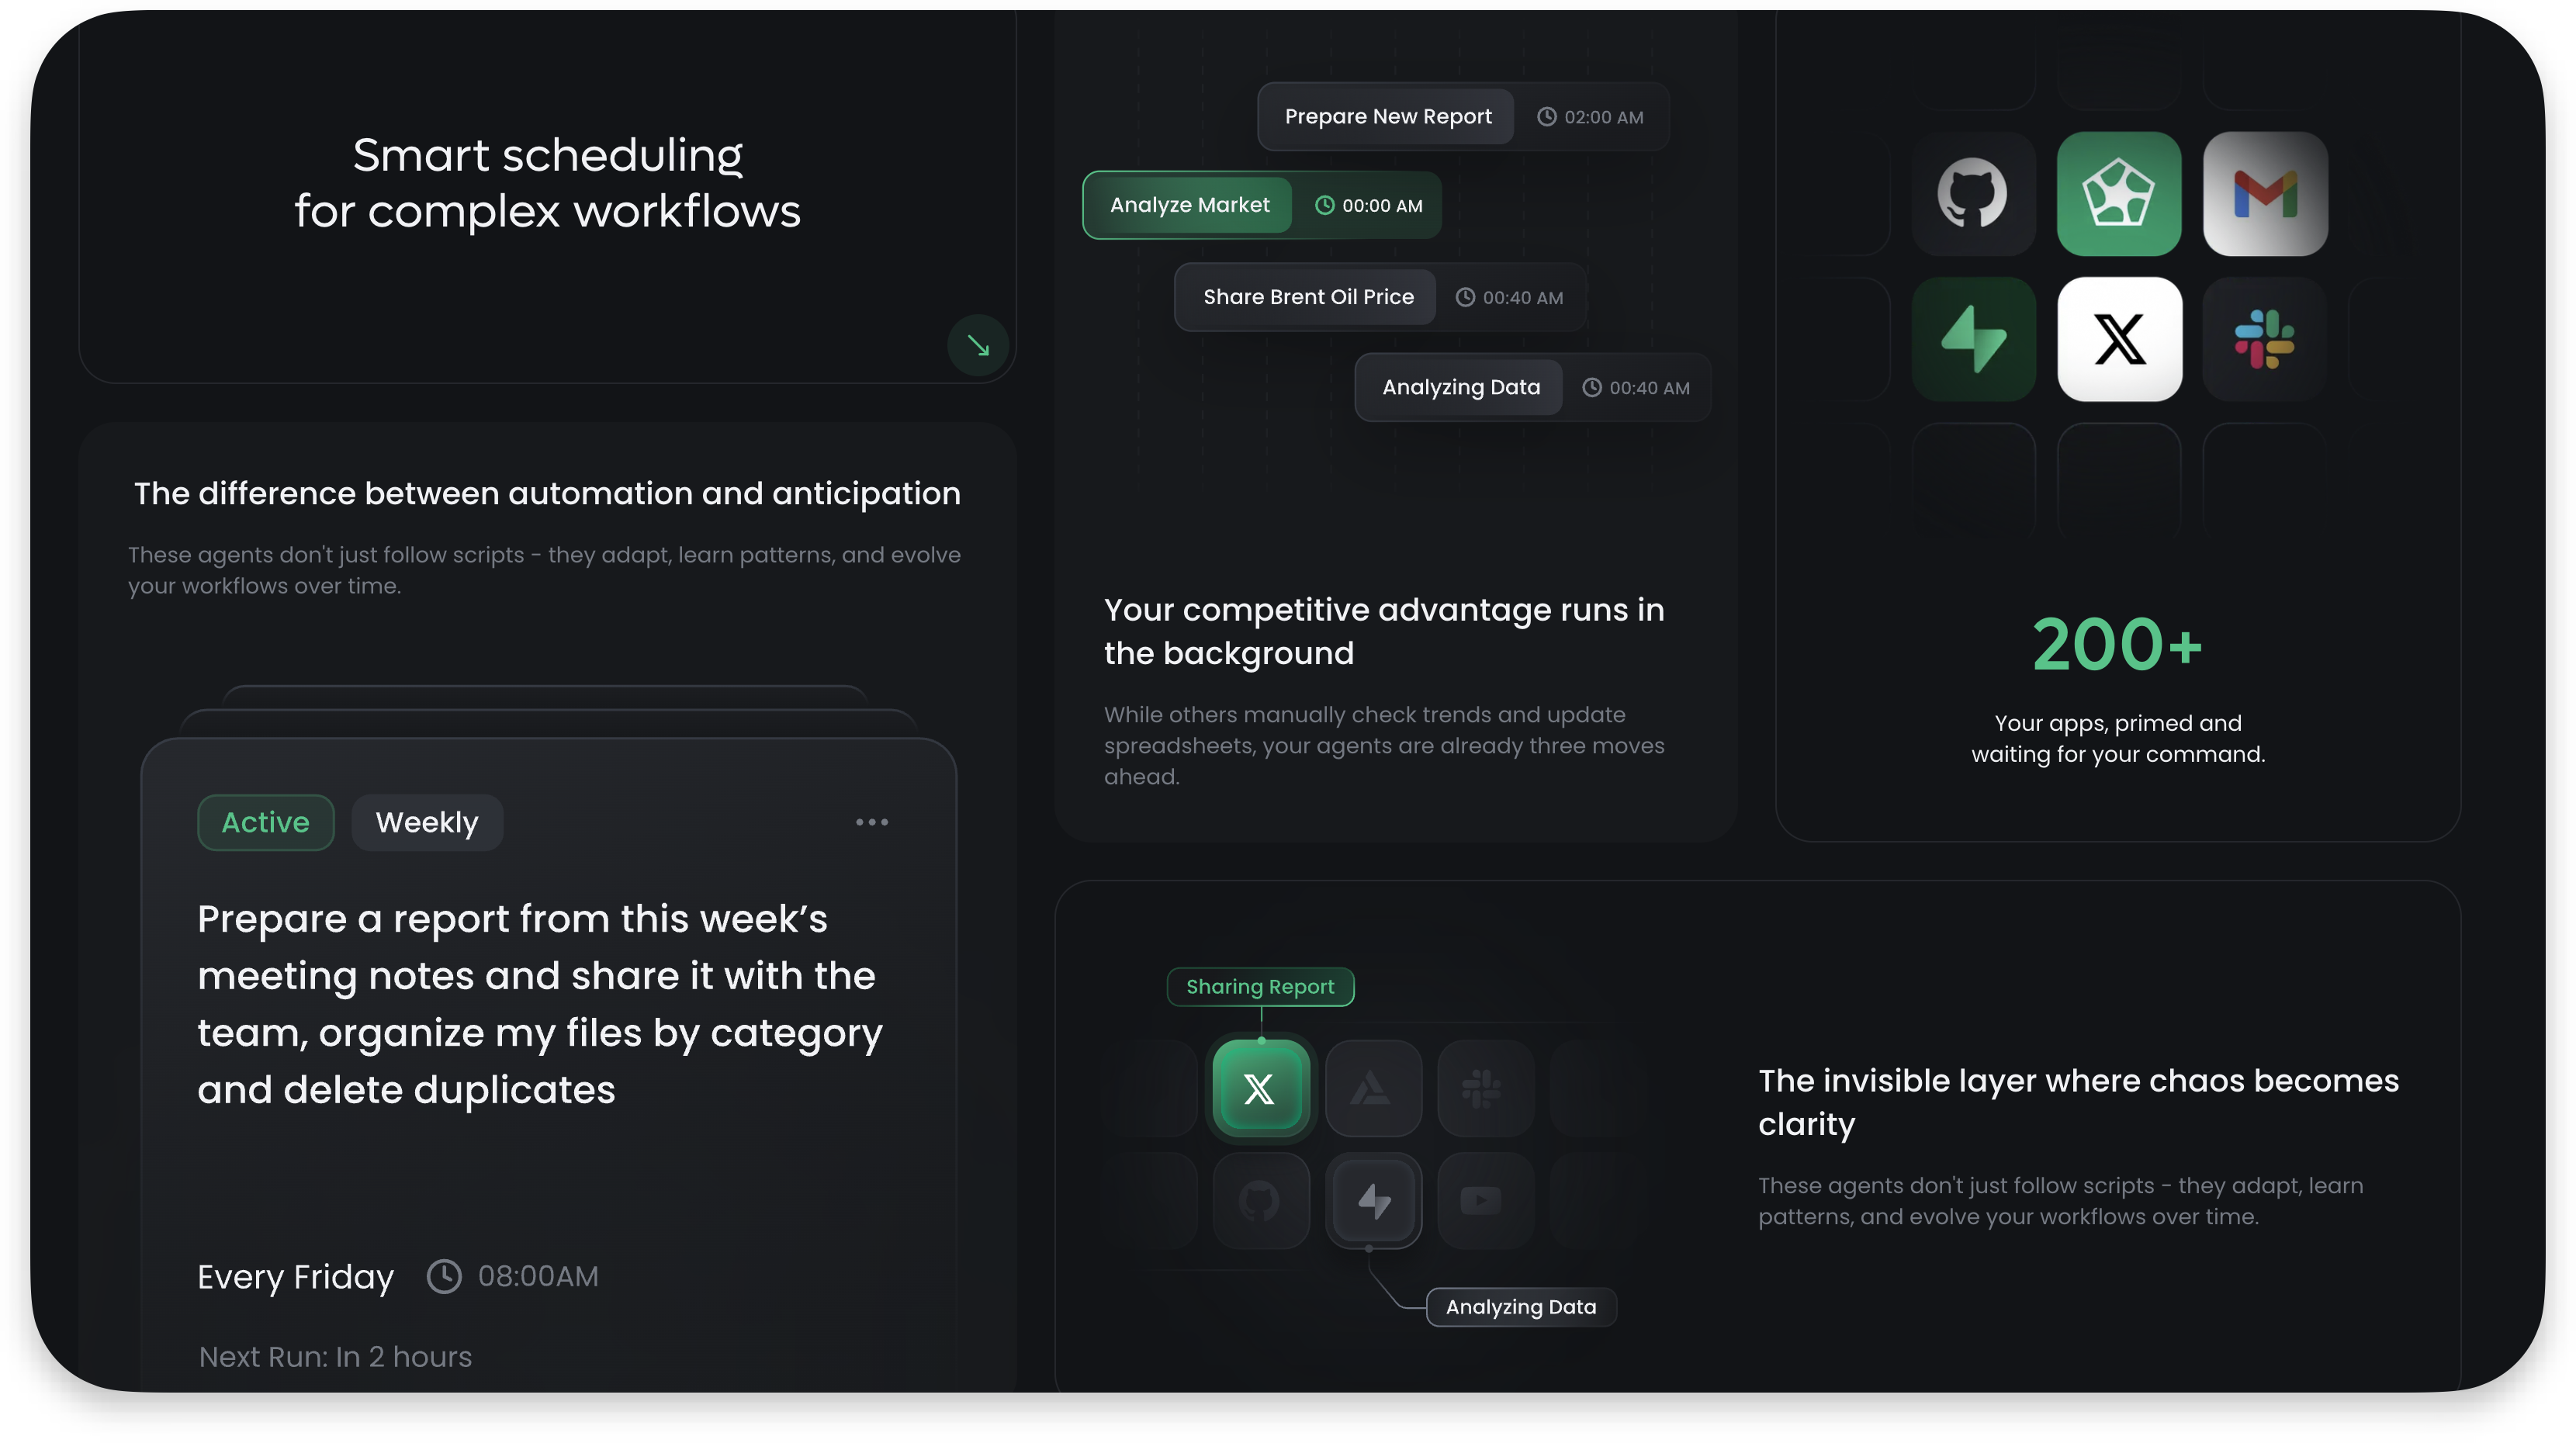 Smart scheduling
for complex workflows
The difference between automation and anticipation
These agents don't just follow scripts - they adapt, learn patterns, and evolve
your workflows over time.
Active
Weekly
Prepare a report from this week’s
meeting notes and share it with the
team, organize my files by category
and delete duplicates
Every Friday
08:00AM
Next Run: In 2 hours
Prepare New Report
02:00 AM
Analyze Market
00:00 AM
Share Brent Oil Price
00:40 AM
Analyzing Data
00:40 AM
Your competitive advantage runs in
the background
While others manually check trends and update
spreadsheets, your agents are already three moves
ahead.
200+
Your apps, primed and
waiting for your command.
Sharing Report
Analyzing Data
The invisible layer where chaos becomes
clarity
These agents don't just follow scripts - they adapt, learn
patterns, and evolve your workflows over time.